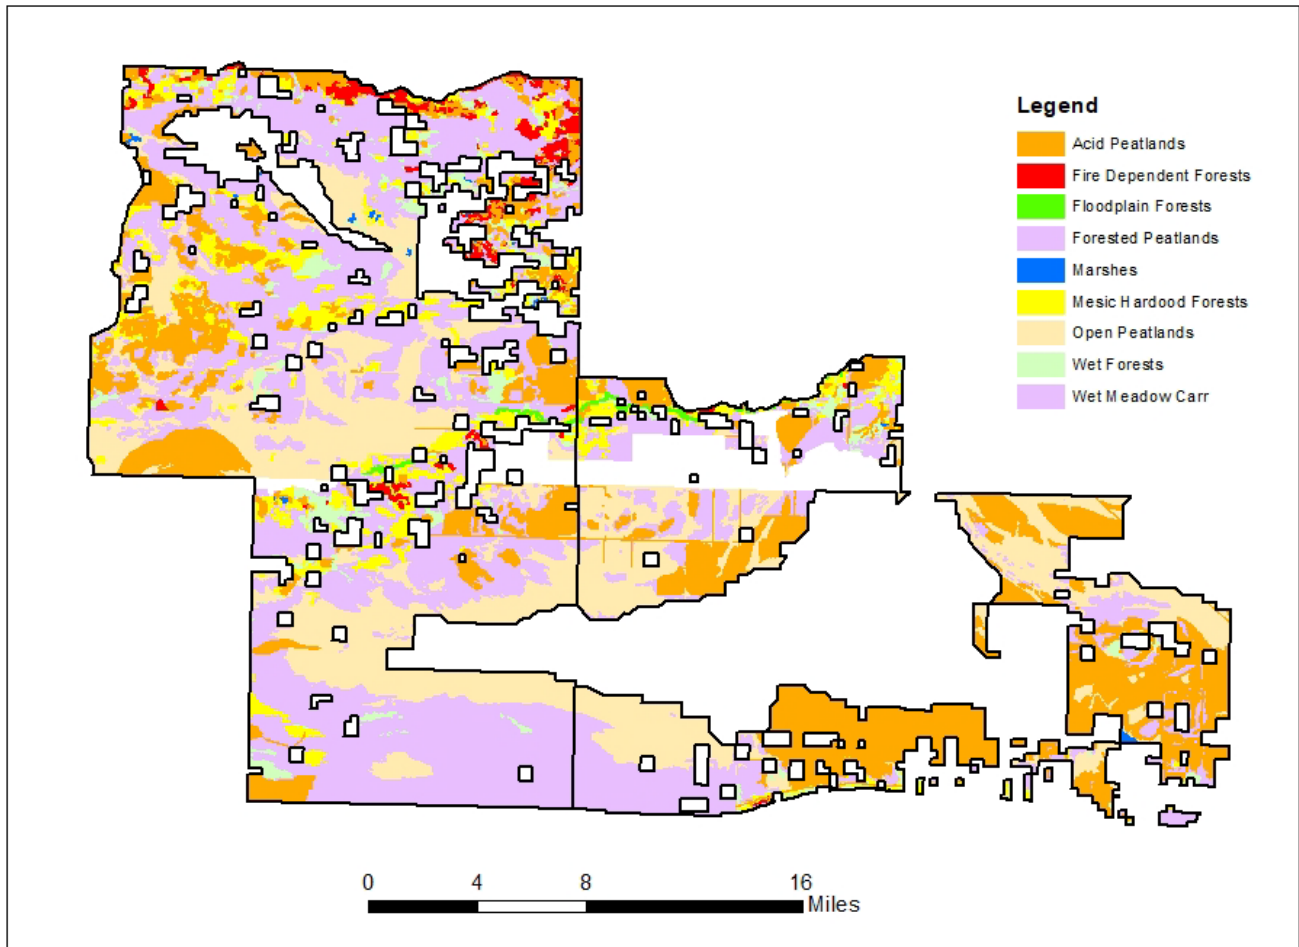 Legend
Acid Peatlands
Fire Dependent Forests
Floodplain Forests
Forested Peatlands
Marshes
Mesic Hardood Forests
Open Peatlands
Wet Forests
Wet Meadow Carr
0 4 8 16
Miles